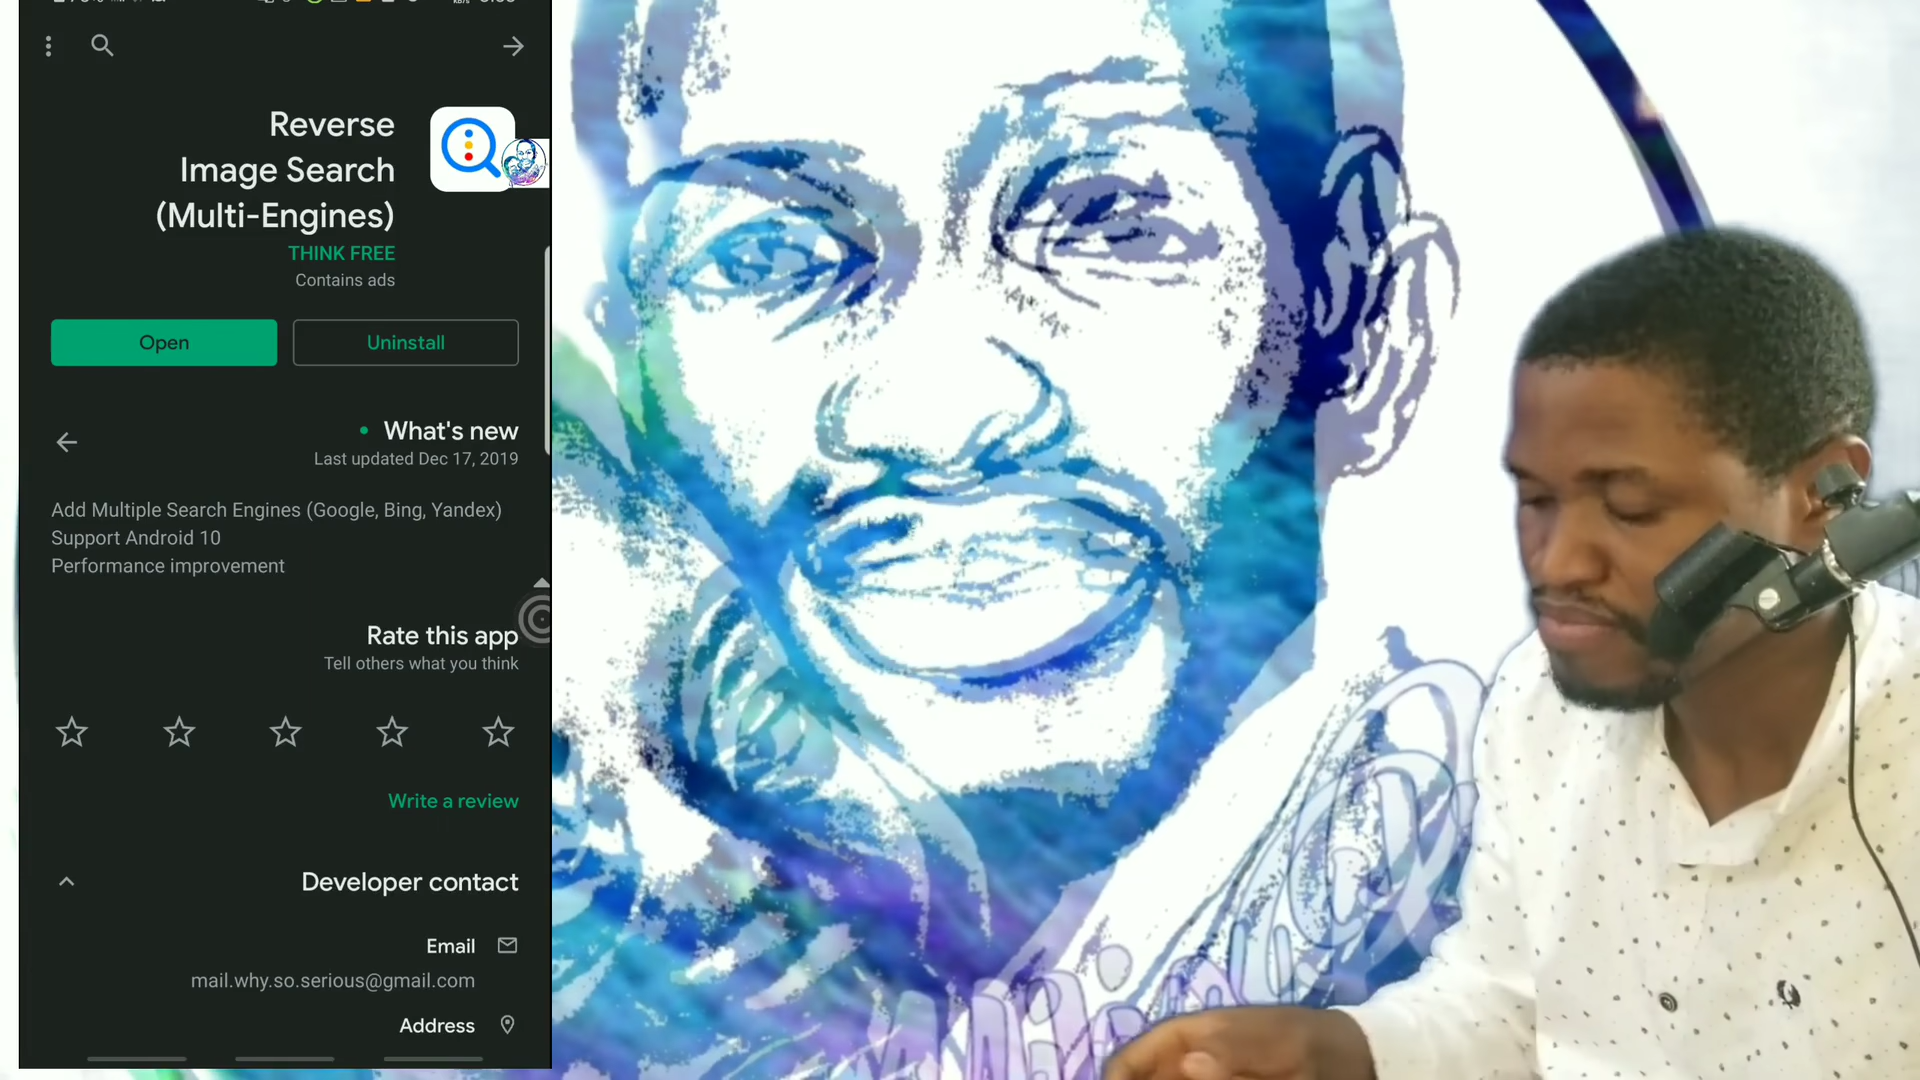 Reverse
Image Search
(Multi-Engines)
THINK FREE
Contains ads
Open
Uninstall
What's new
Last updated Dec 17, 2019
Add Multiple Search Engines (Google, Bing, Yandex)
Support Android 10
Performance improvement
Rate this app
Tell others what you think
Write a review
Developer contact
Email
mail.why.so.serious@gmail.com
Address